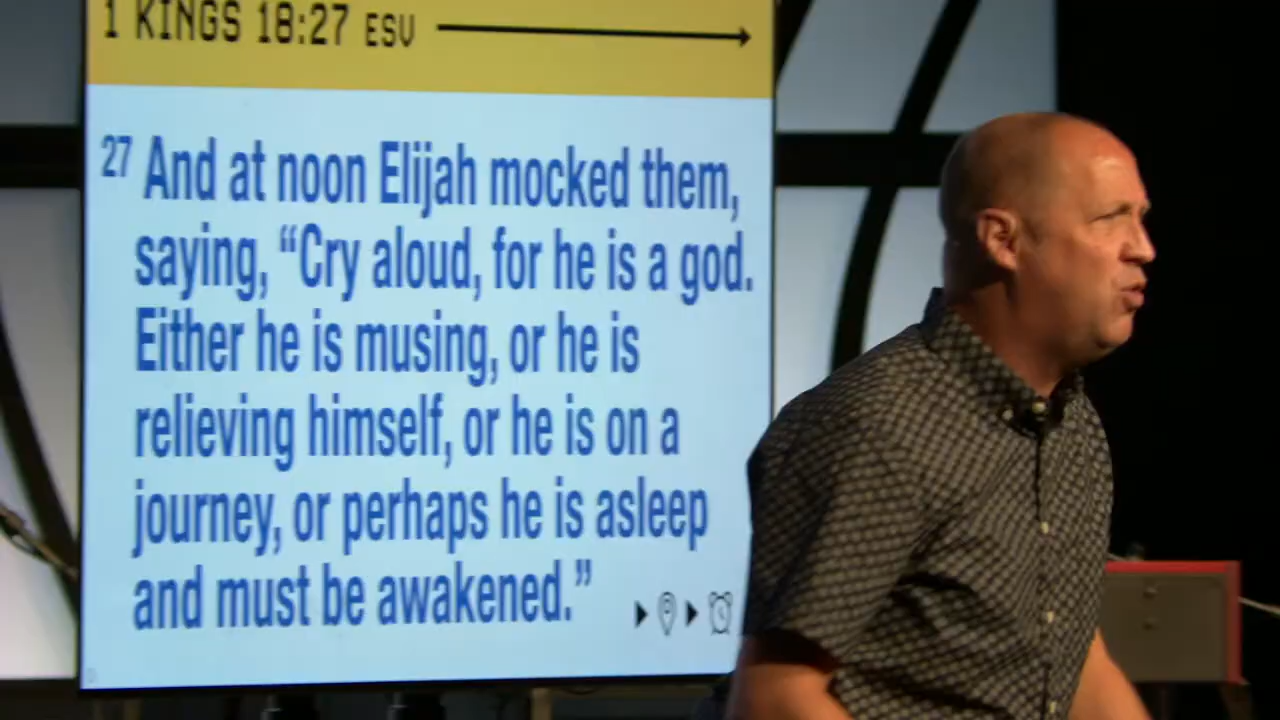 1 KINGS 18:27 ESV
27 And at noon Elijah mocked them,
saying, “Cry aloud, for he is a god.
Either he is musing, or he is
relieving himself, or he is on a
journey, or perhaps he is asleep
and must be awakened.”